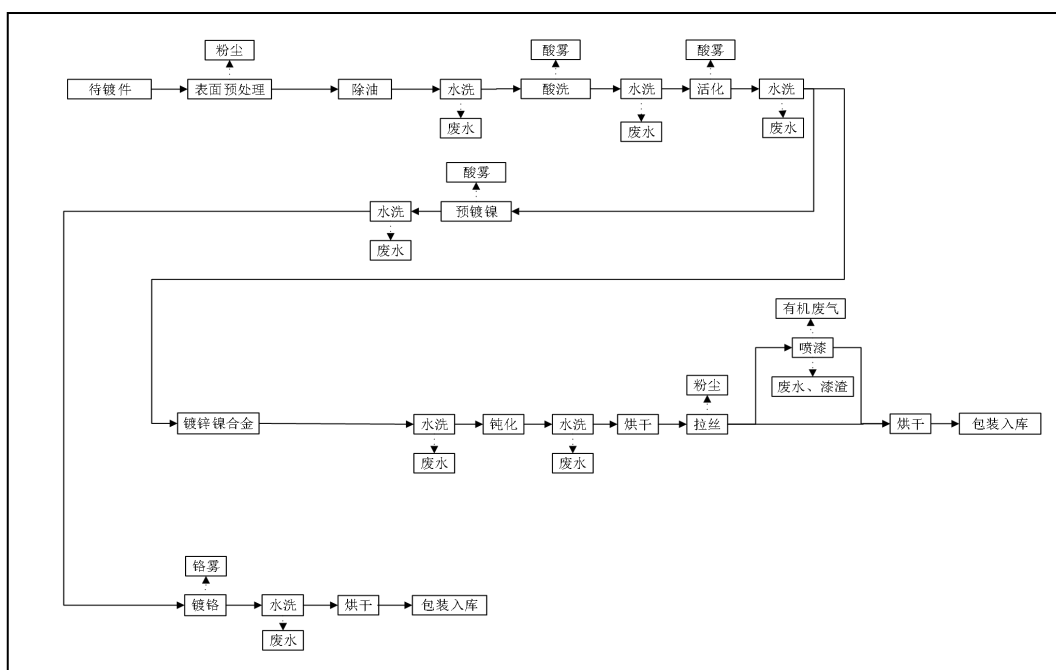 粉尘
酸雾
酸雾
待镀件
表面预处理
除油
水洗
酸洗
水洗
活化
水洗
废水
废水
废水
酸雾
水洗
预镀镍
废水
有机废气
喷漆
粉尘
废水、漆渣
镀锌镍合金
水洗
钝化
水洗
烘干
拉丝
烘干
包装入库
废水
废水
铬雾
镀铬
水洗
烘干
包装入库
废水